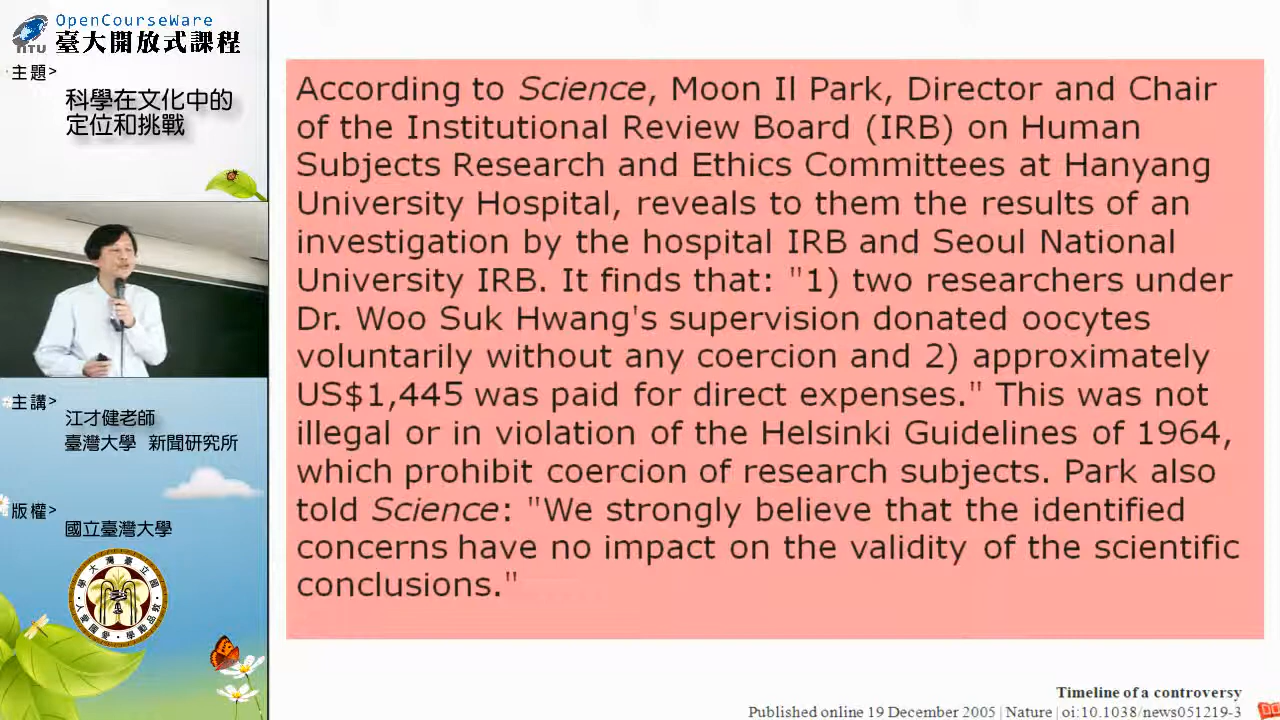 OpenCourseWare
NTU 臺大開放式課程
主題>
科學在文化中的
定位和挑戰
主講>
江才健老師
臺灣大學 新聞研究所
版權>
國立臺灣大學
According to Science, Moon Il Park, Director and Chair
of the Institutional Review Board (IRB) on Human
Subjects Research and Ethics Committees at Hanyang
University Hospital, reveals to them the results of an
investigation by the hospital IRB and Seoul National
University IRB. It finds that: "1) two researchers under
Dr. Woo Suk Hwang's supervision donated oocytes
voluntarily without any coercion and 2) approximately
US$1,445 was paid for direct expenses." This was not
illegal or in violation of the Helsinki Guidelines of 1964,
which prohibit coercion of research subjects. Park also
told Science: "We strongly believe that the identified
concerns have no impact on the validity of the scientific
conclusions."
Timeline of a controversy
Published online 19 December 2005 | Nature | oi:10.1038/news051219-3